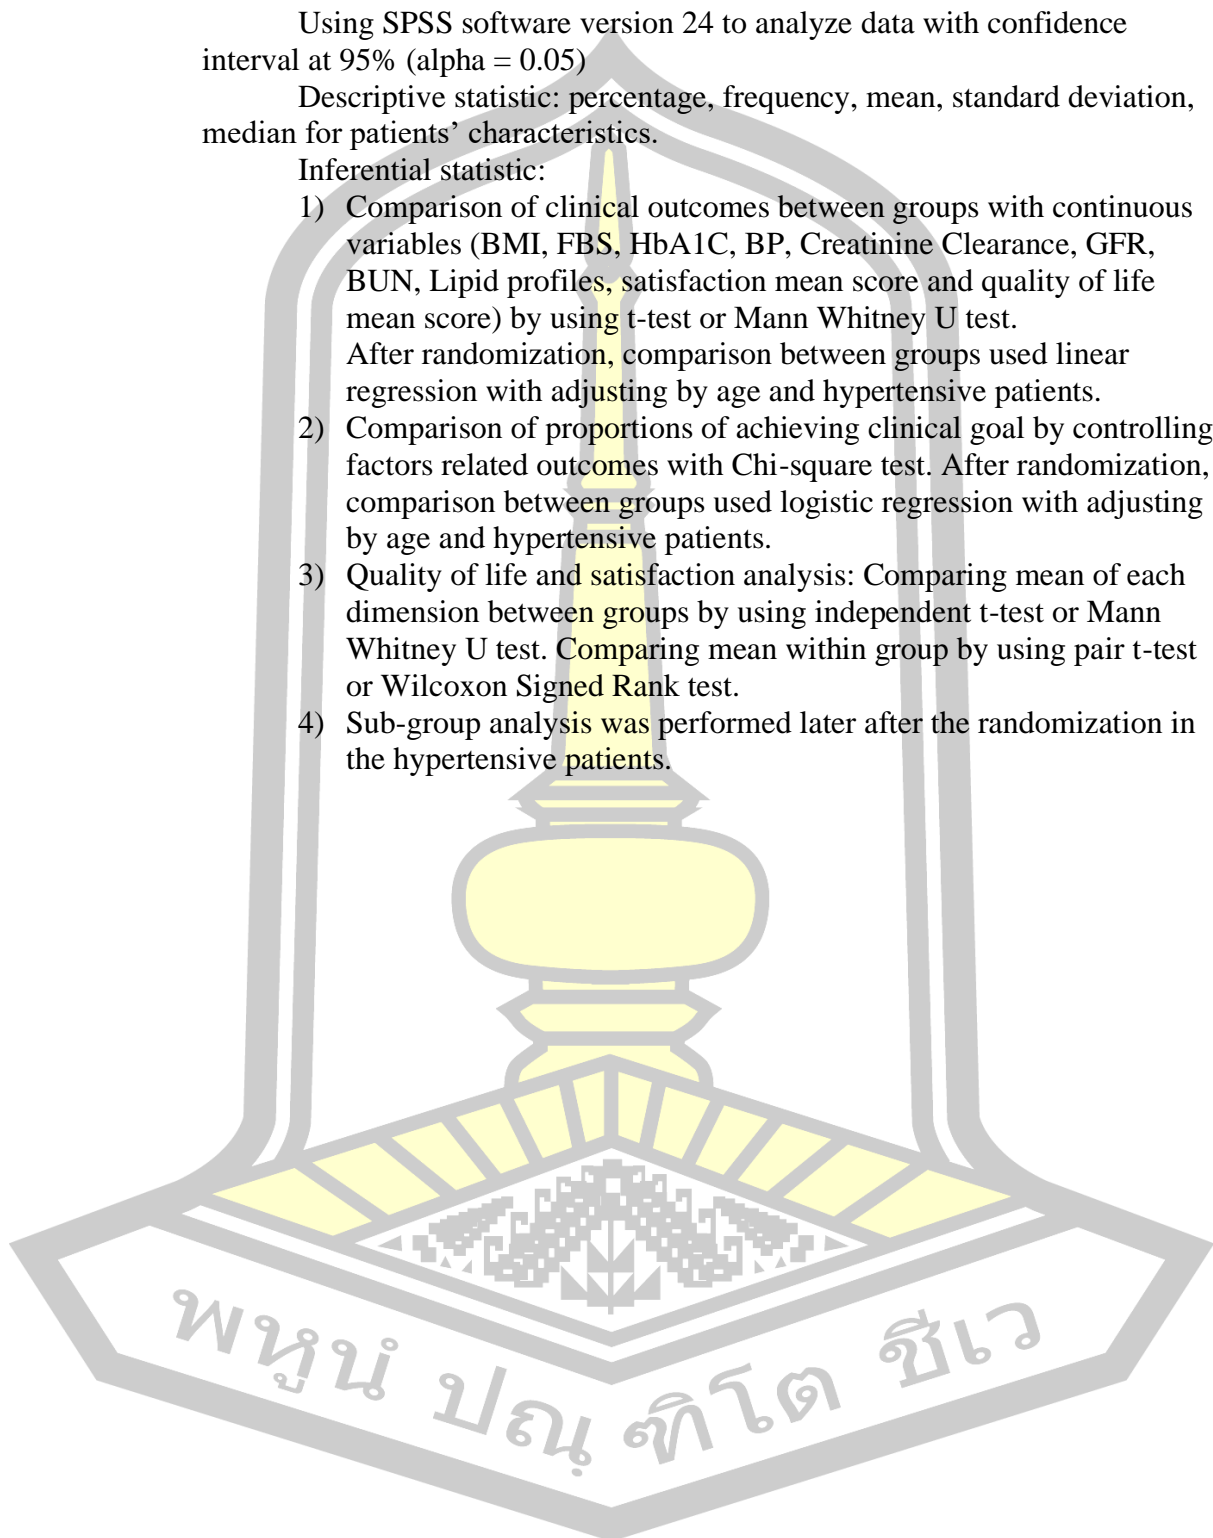 Using SPSS software version 24 to analyze data with confidence
interval at 95% (alpha = 0.05)
Descriptive statistic: percentage, frequency, mean, standard deviation,
median for patients’ characteristics.
Inferential statistic:
1) Comparison of clinical outcomes between groups with continuous
variables (BMI, FBS, HbA1C, BP, Creatinine Clearance, GFR,
BUN, Lipid profiles, satisfaction mean score and quality of life
mean score) by using t-test or Mann Whitney U test.
After randomization, comparison between groups used linear
regression with adjusting by age and hypertensive patients.
2) Comparison of proportions of achieving clinical goal by controlling
factors related outcomes with Chi-square test. After randomization,
comparison between groups used logistic regression with adjusting
by age and hypertensive patients.
3) Quality of life and satisfaction analysis: Comparing mean of each
dimension between groups by using independent t-test or Mann
Whitney U test. Comparing mean within group by using pair t-test
or Wilcoxon Signed Rank test.
4) Sub-group analysis was performed later after the randomization in
the hypertensive patients.
พหูนํ ปณฺฑิโต ชีเว